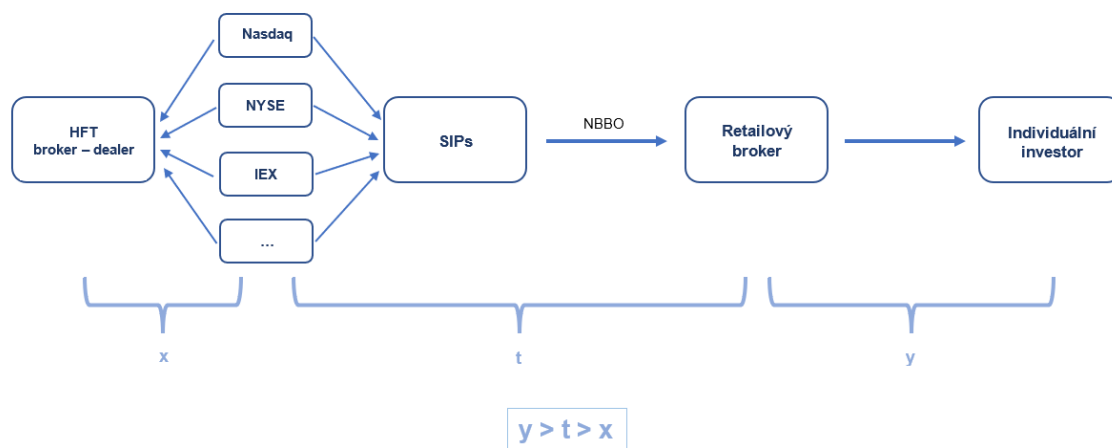 Nasdaq
NYSE
IEX
...
HFT
broker – dealer
SIPs
NBBO
Retailový
broker
Individuální
investor
x
t
y
y > t > x